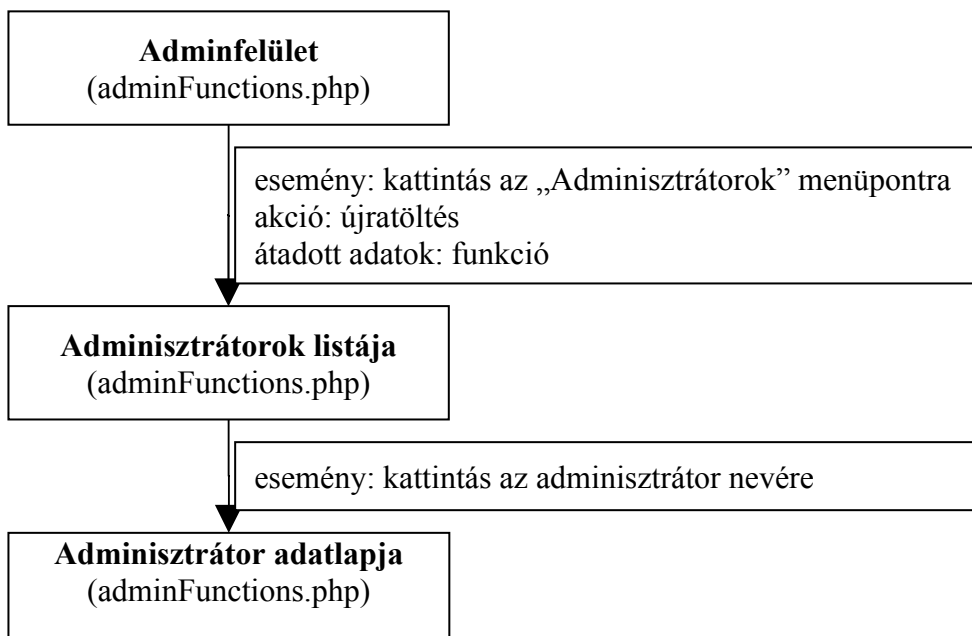 Adminfelület
(adminFunctions.php)
esemény: kattintás az „Adminisztrátorok” menüpontra
akció: újratöltés
átadott adatok: funkció
Adminisztrátorok listája
(adminFunctions.php)
esemény: kattintás az adminisztrátor nevére
Adminisztrátor adatlapja
(adminFunctions.php)